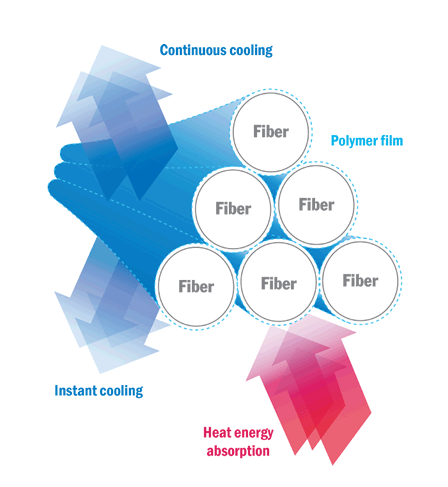 Continuous cooling
Fiber
Polymer film
Fiber
Fiber
Fiber
Fiber
Fiber
Instant cooling
Heat energy
absorption